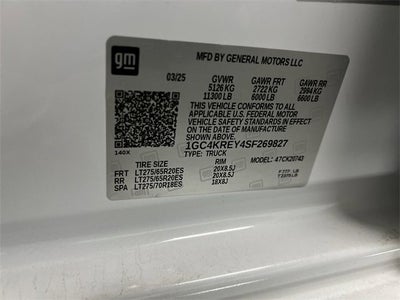 gm
MFD BY GENERAL MOTORS LLC
03/25 GVWR GAWR FRT GAWR RR
5126 KG 2722 KG 2994 KG
11300 LB 6000 LB 6600 LB
THIS VEHICLE CONFORMS TO ALL
APPLICABLE U.S. FEDERAL MOTOR
VEHICLE SAFETY STANDARDS IN
EFFECT ON THE DATE OF
MANUFACTURE SHOWN ABOVE.
1GC4KREY4SF269827
140X TYPE: TRUCK MODEL: 47CK20743
TIRE SIZE RIM
FRT LT275/65R20ES 20X8.5J
RR LT275/65R20ES 20X8.5J
SPA LT275/70R18ES 18X8J